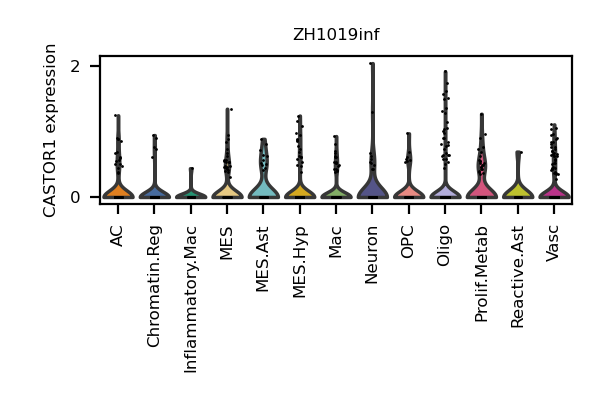 ZH1019inf
CASTOR1 expression
2
0
AC
Chromatin.Reg
Inflammatory.Mac
MES
MES.Ast
MES.Hyp
Mac
Neuron
OPC
Oligo
Prolif.Metab
Reactive.Ast
Vasc